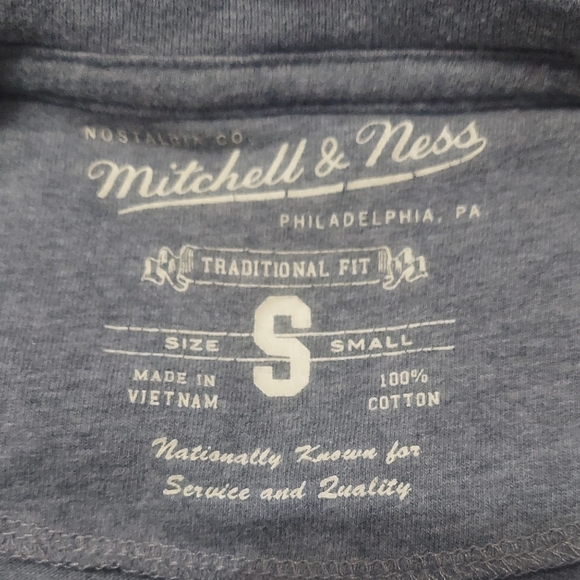 NOSTALGIA CO.
Mitchell & Ness
PHILADELPHIA, PA
TRADITIONAL FIT
S
SIZE SMALL
MADE IN
VIETNAM
100%
COTTON
Nationally Known for
Service and Quality